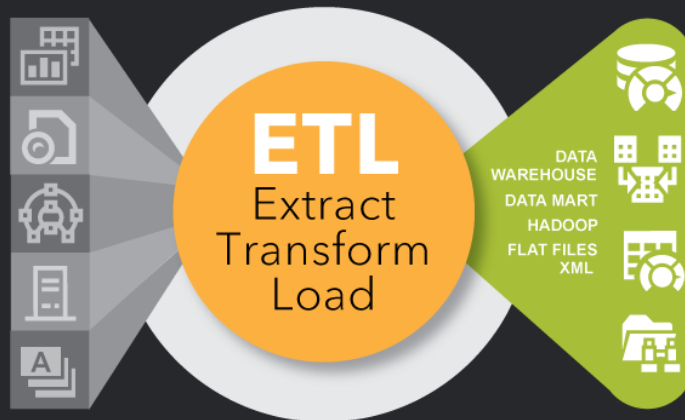 ETL
Extract
Transform
Load
DATA
WAREHOUSE
DATA MART
HADOOP
FLAT FILES
XML
A